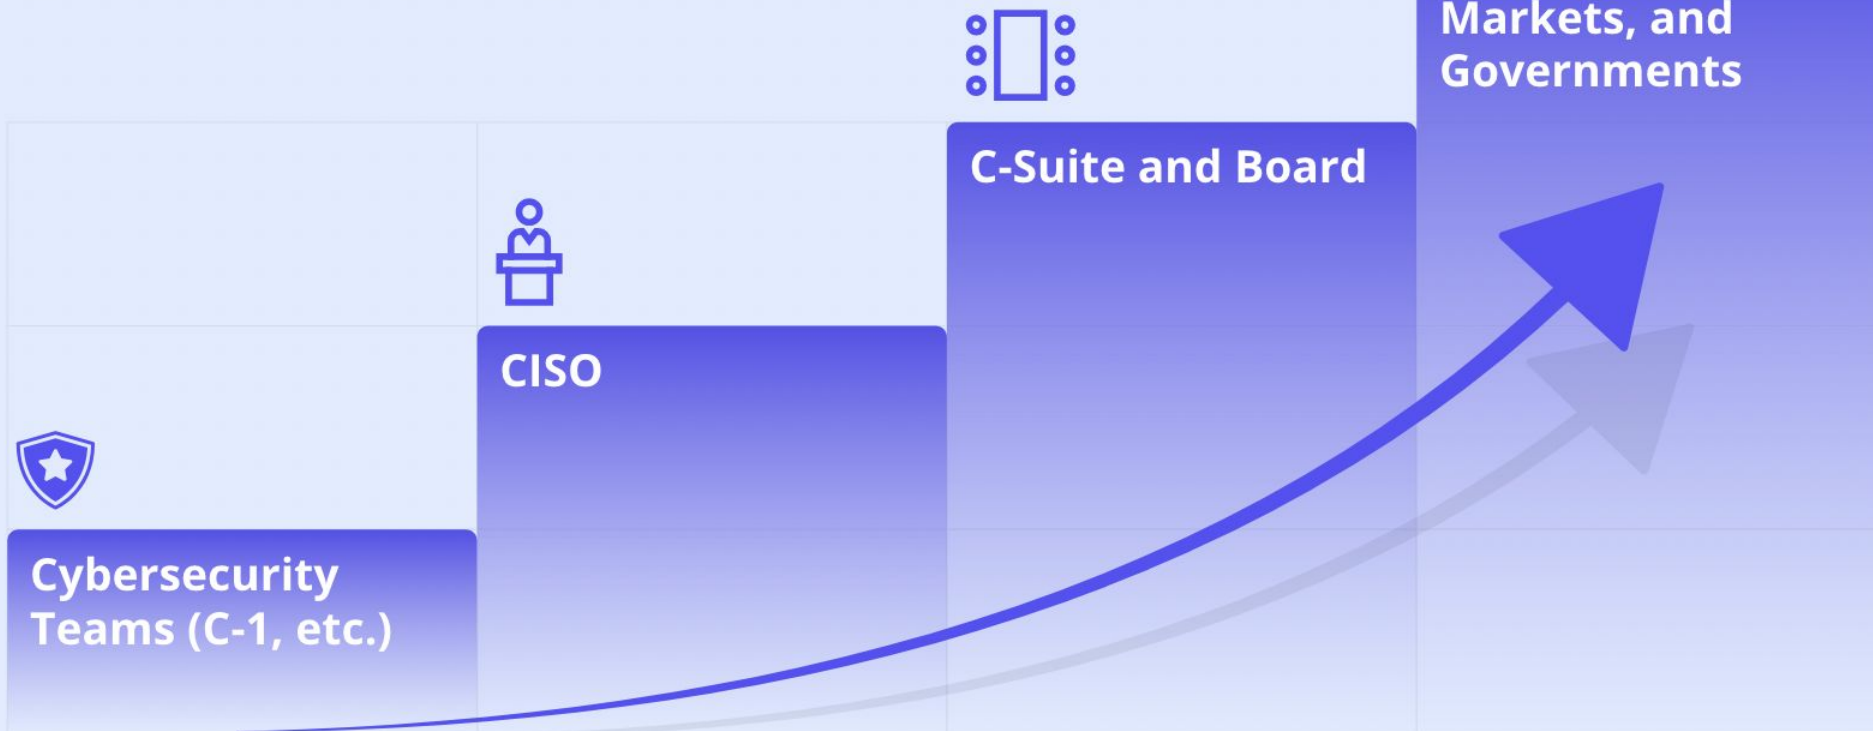 Markets, and
Governments
C-Suite and Board
CISO
Cybersecurity
Teams (C-1, etc.)